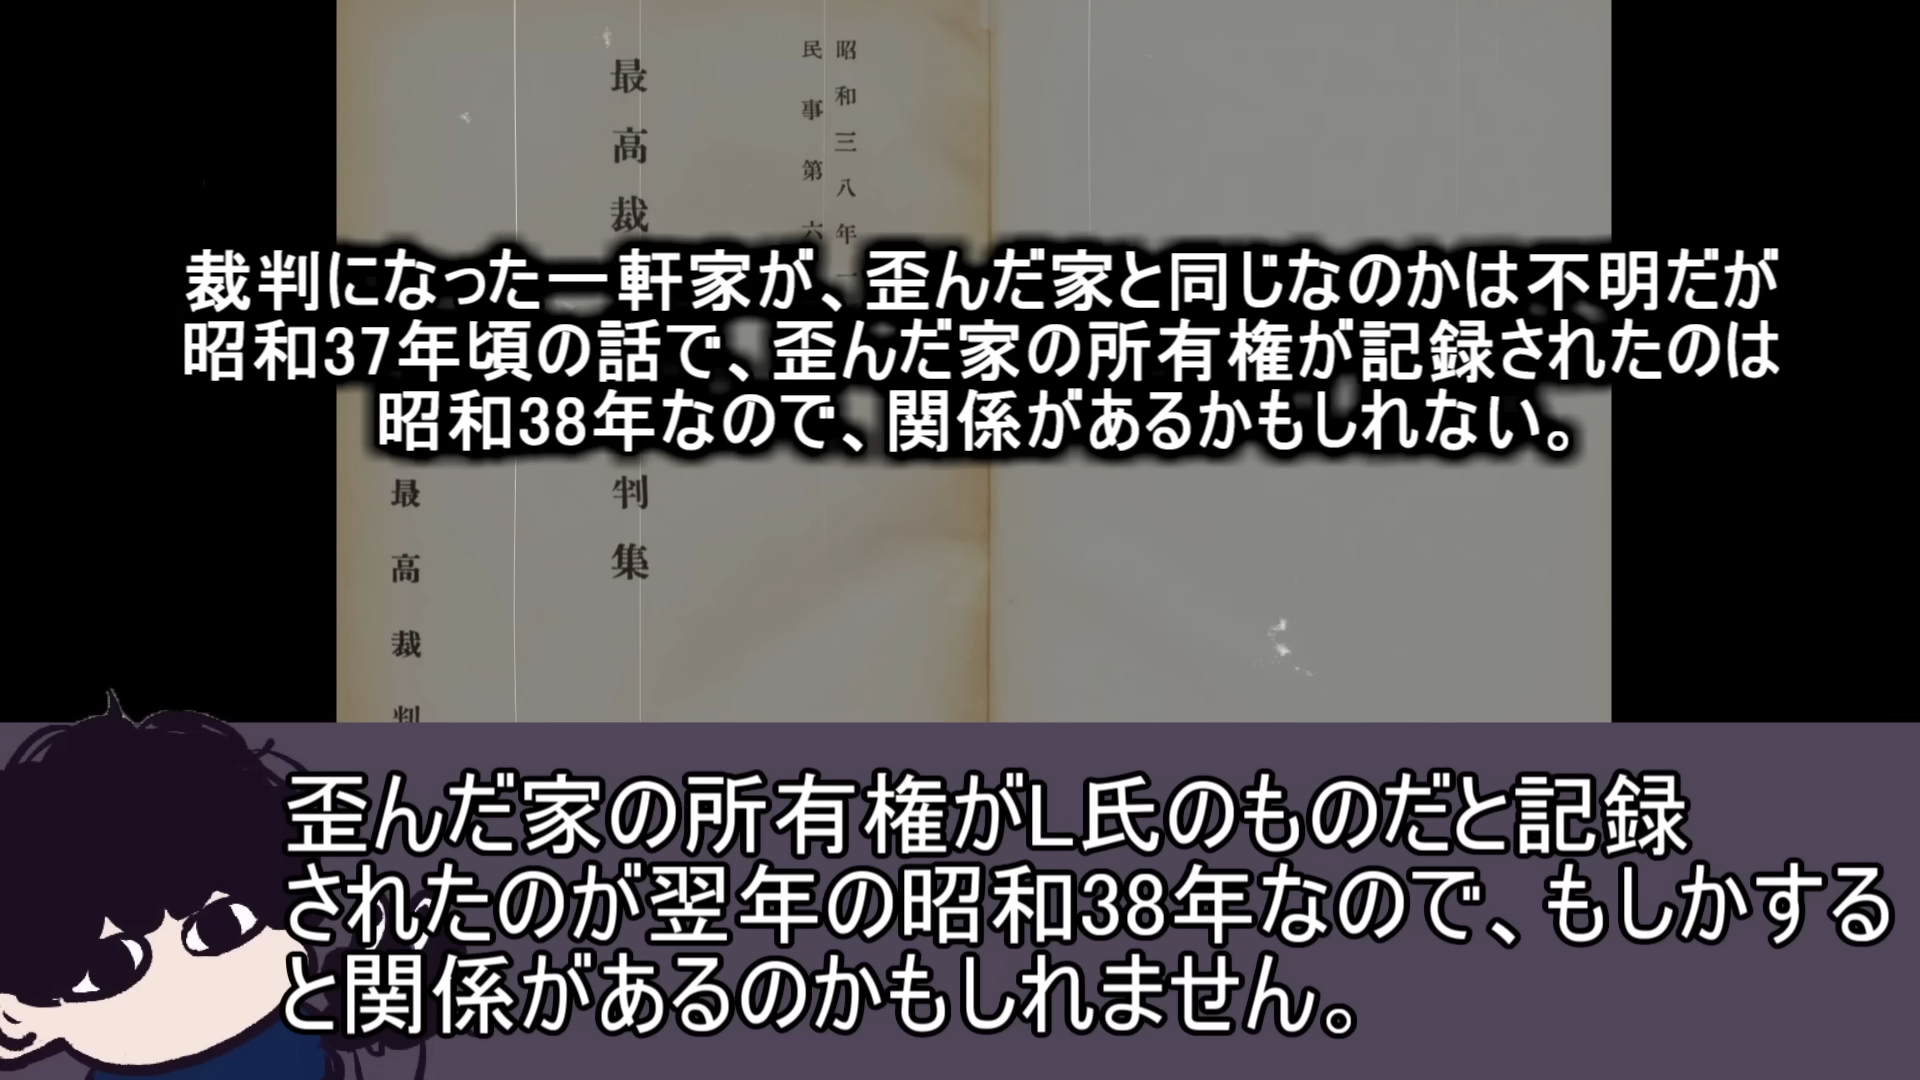 昭和三八年一
民事第六
最高裁
判集
最高裁判
裁判になった一軒家が、歪んだ家と同じなのかは不明だが
昭和37年頃の話で、歪んだ家の所有権が記録されたのは
昭和38年なので、関係があるかもしれない。
歪んだ家の所有権がL氏のものだと記録
されたのが翌年の昭和38年なので、もしかする
と関係があるのかもしれません。